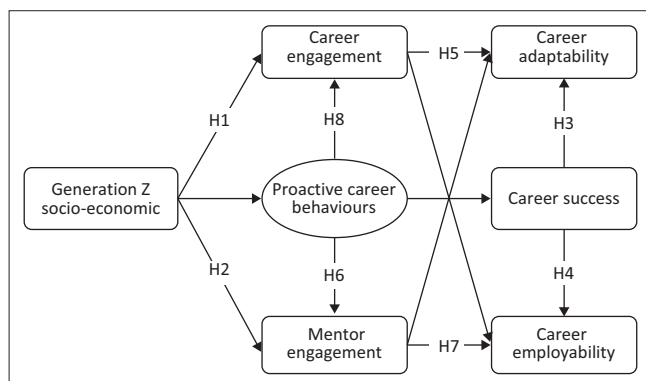 Career
engagement
H5
Career
adaptability
H1
H8
H3
Generation Z
socio-economic
Proactive career
behaviours
Career success
H2
H6
H4
Mentor
engagement
H7
Career
employability